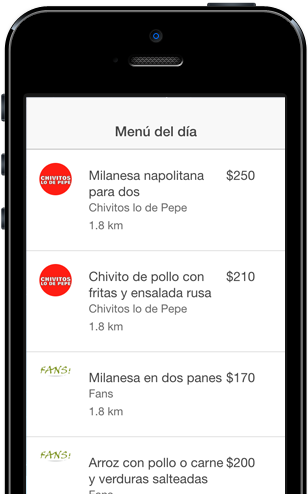 Menú del día
CHIVITOS
LO DE PEPE
Milanesa napolitana $250
para dos
Chivitos lo de Pepe
1.8 km
CHIVITOS
LO DE PEPE
Chivito de pollo con $210
fritas y ensalada rusa
Chivitos lo de Pepe
1.8 km
FANS!
Milanesa en dos panes $170
Fans
1.8 km
FANS!
Arroz con pollo o carne $200
y verduras salteadas
Fans